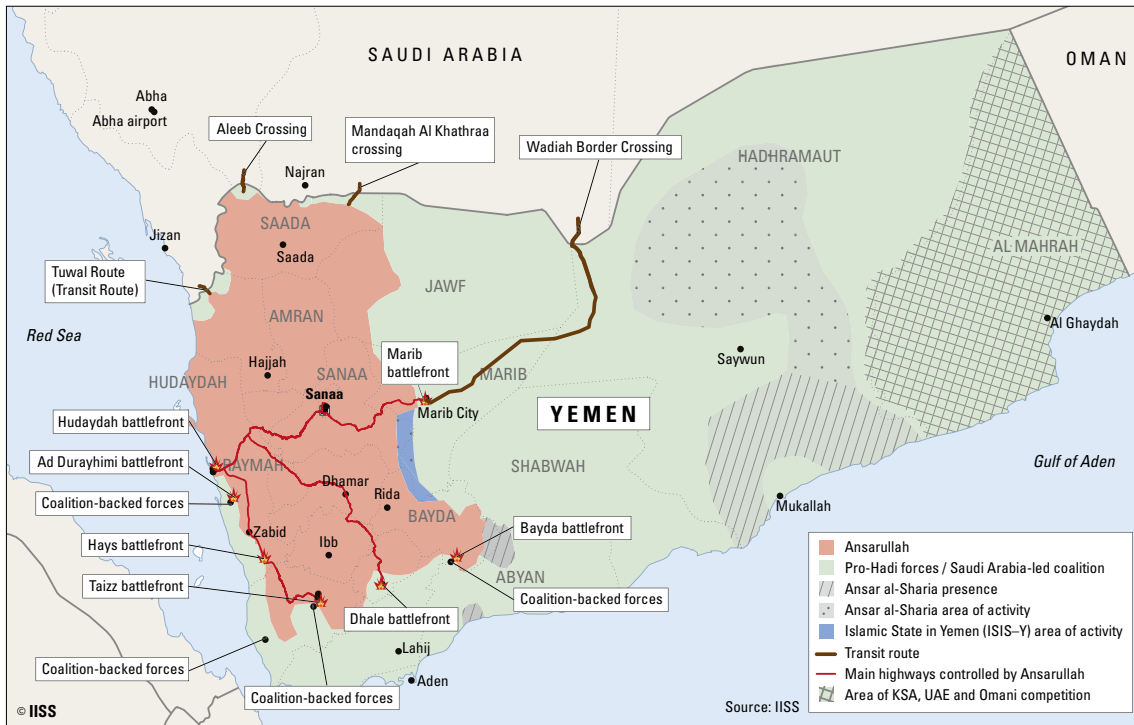 SAUDI ARABIA
OMAN
Abha
Abha airport
Aleeb Crossing
Mandaqah Al Khathraa
crossing
Wadiah Border Crossing
Najran
HADHRAMAUT
SAADA
Saada
Jizan
AL MAHRAH
Tuwal Route
(Transit Route)
JAWF
AMRAN
Red Sea
Al Ghaydah
Hajjah
SANAA
Marib
battlefront
MARIB
Saywun
HUDAYDAH
Sanaa
Marib City
YEMEN
Hudaydah battlefront
RAYMAH
SHABWAH
Gulf of Aden
Ad Durayhimi battlefront
Dhamar
Rida
Coalition-backed forces
BAYDA
Mukallah
Zabid
Bayda battlefront
Hays battlefront
Ibb
ABYAN
Taizz battlefront
Coalition-backed forces
Dhale battlefront
Lahij
Coalition-backed forces
Aden
Coalition-backed forces
Ansarullah
Pro-Hadi forces / Saudi Arabia-led coalition
Ansar al-Sharia presence
Ansar al-Sharia area of activity
Islamic State in Yemen (ISIS–Y) area of activity
Transit route
Main highways controlled by Ansarullah
Area of KSA, UAE and Omani competition
© IISS
Source: IISS